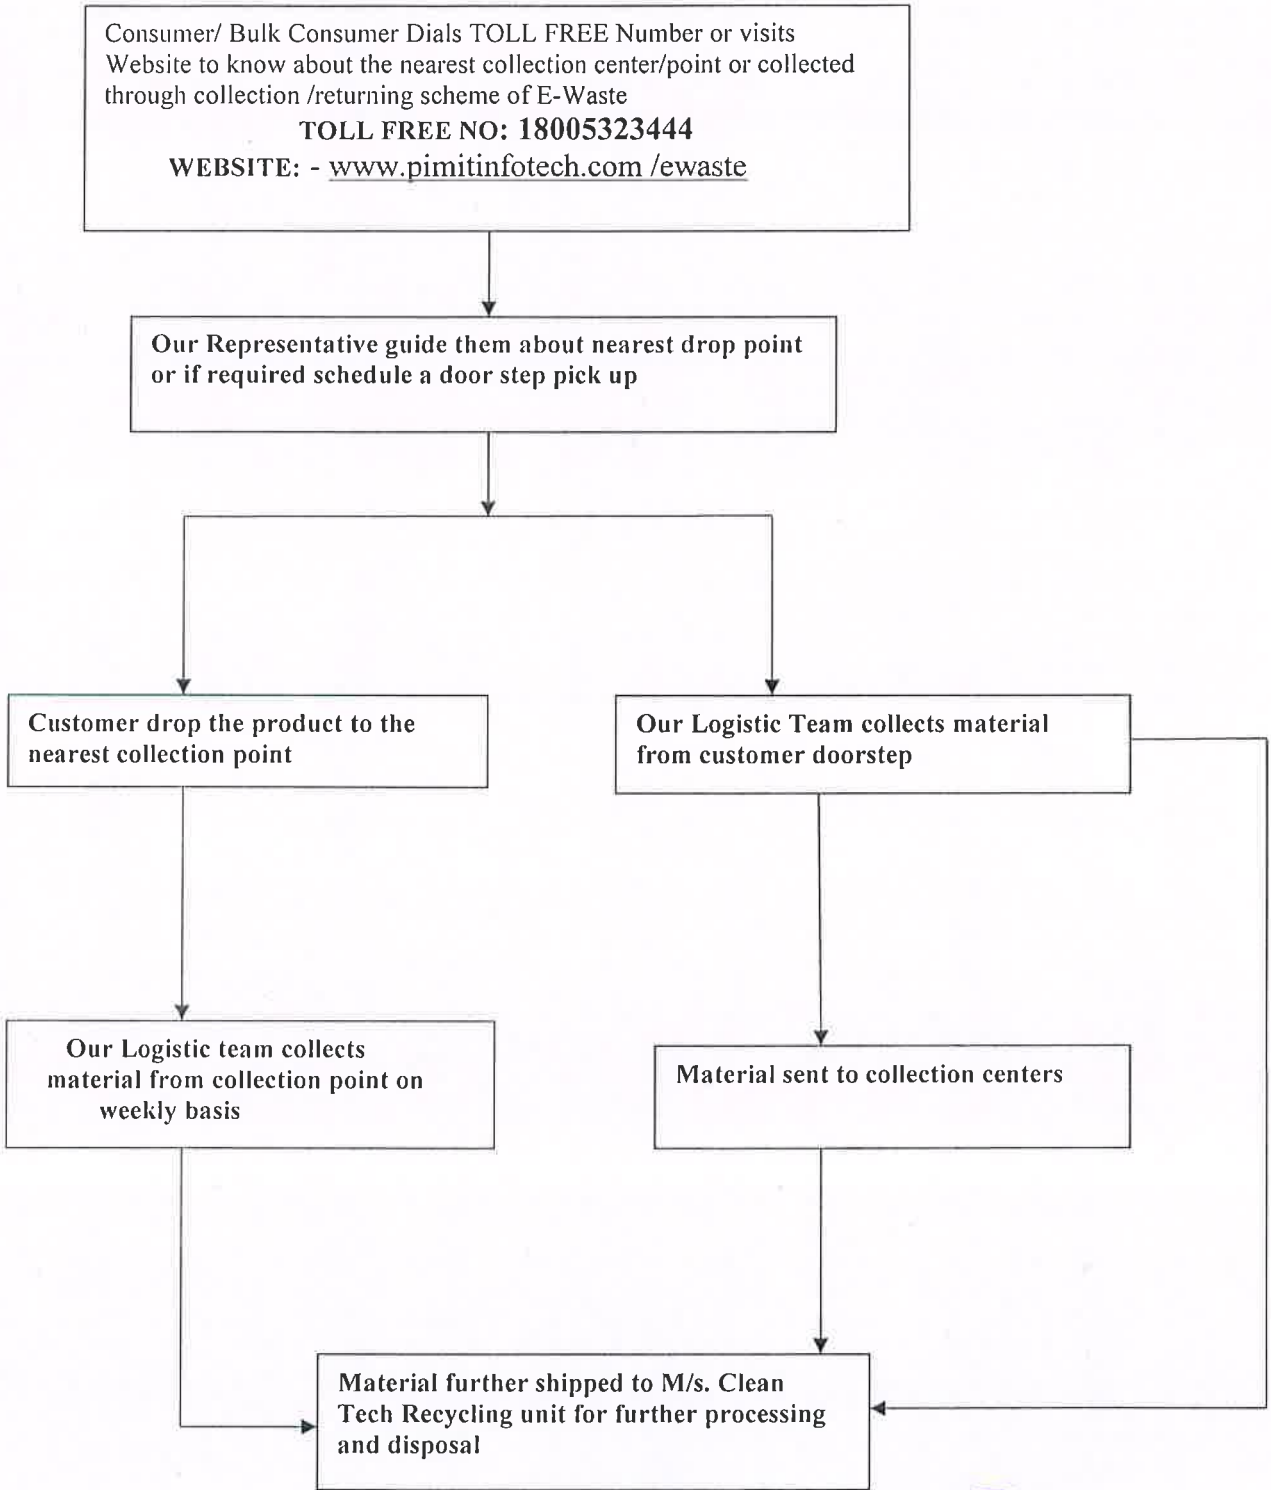 Consumer/ Bulk Consumer Dials TOLL FREE Number or visits
Website to know about the nearest collection center/point or collected
through collection /returning scheme of E-Waste
TOLL FREE NO: 18005323444
WEBSITE: - www.pimitinfotech.com /ewaste
Our Representative guide them about nearest drop point
or if required schedule a door step pick up
Customer drop the product to the
nearest collection point
Our Logistic Team collects material
from customer doorstep
Our Logistic team collects
material from collection point on
weekly basis
Material sent to collection centers
Material further shipped to M/s. Clean
Tech Recycling unit for further processing
and disposal